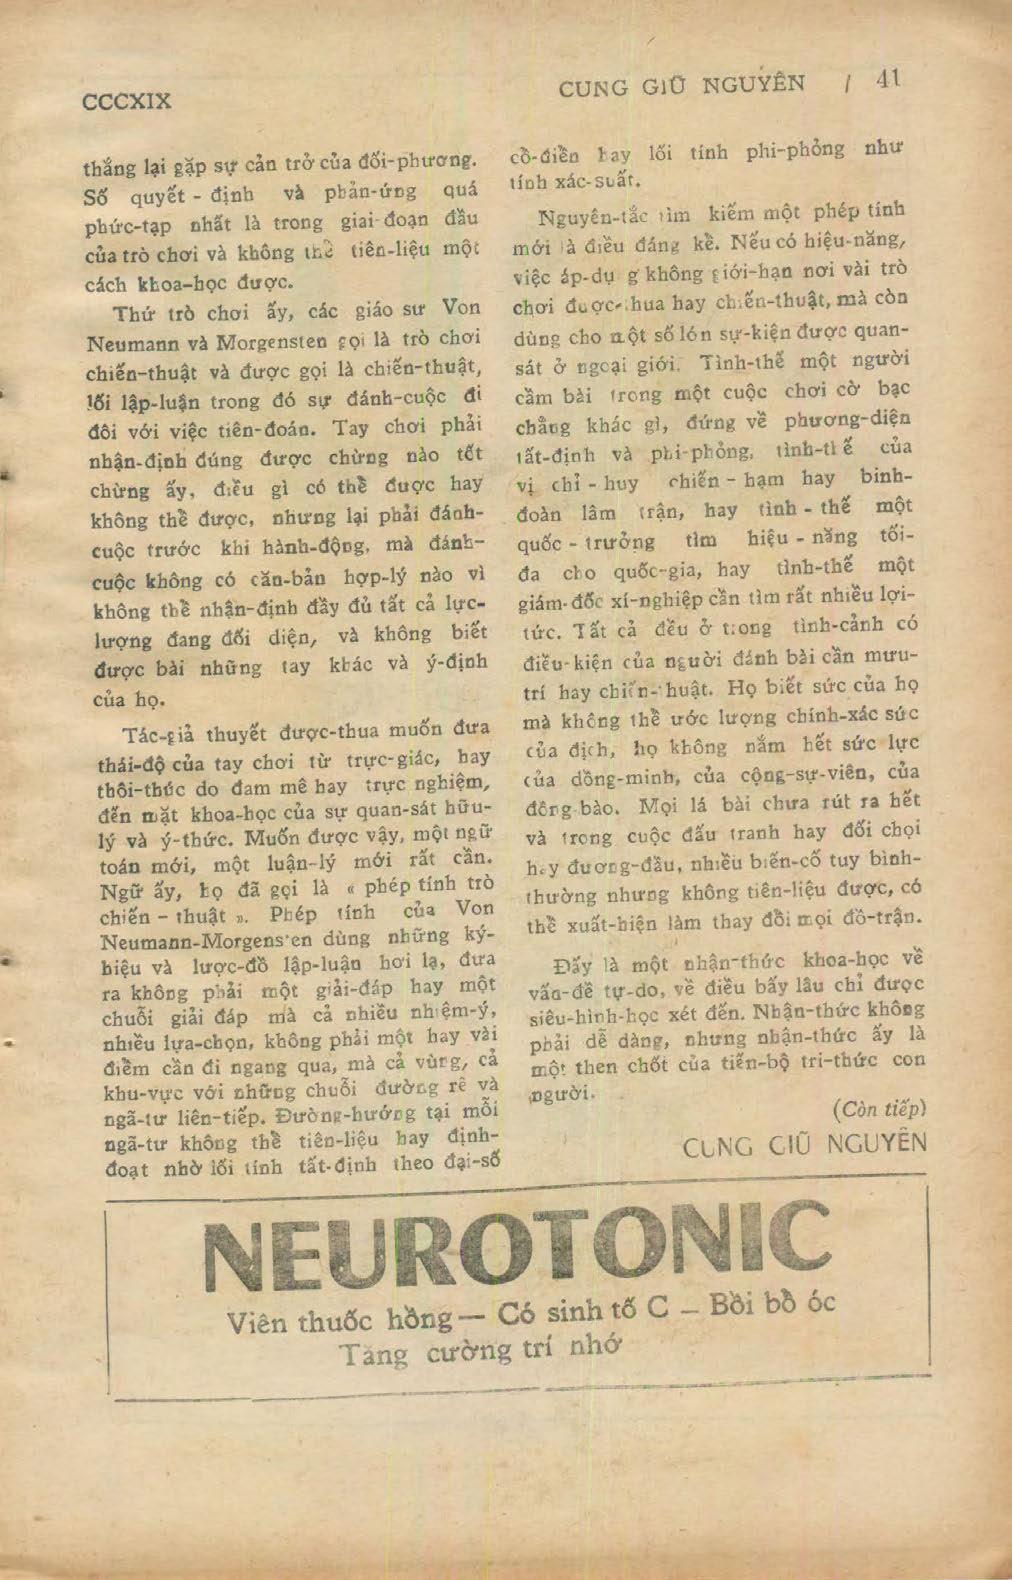 CCCXIX
CUNG GIŨ NGUYÊN / 41
thắng lại gặp sự cản trở của đối-phương.
Số quyết - định và phản-ứng quá
phức-tạp nhất là trong giai-đoạn đầu
của trò chơi và không thể tiên-liệu một
cách khoa-học được.
Thứ trò chơi ấy, các giáo sư Von
Neumann và Morgensten gọi là trò chơi
chiến-thuật và được gọi là chiến-thuật,
lối lập-luận trong đó sự đánh-cuộc đi
đôi với việc tiên-đoán. Tay chơi phải
nhận-định đúng được chừng nào tốt
chừng ấy, điều gì có thể được hay
không thể được, nhưng lại phải đánh-
cuộc trước khi hành-động, mà đánh-
cuộc không có căn-bản hợp-lý nào vì
không thể nhận-định đầy đủ tất cả lực-
lượng đang đối diện, và không biết
được bài những tay khác và ý-định
của họ.
Tác-giả thuyết được-thua muốn đưa
thái-độ của tay chơi từ trực-giác, hay
thôi-thúc do đam mê hay trực nghiệm,
đến mặt khoa-học của sự quan-sát hữu-
lý và ý-thức. Muốn được vậy, một ngữ
toán mới, một luận-lý mới rất cần.
Ngữ ấy, họ đã gọi là « phép tính trò
chiến - thuật ». Phép tính của Von
Neumann-Morgensten dùng những ký-
hiệu và lược-đồ lập-luận hơi lạ, đưa
ra không phải một giải-đáp hay một
chuỗi giải đáp mà cả nhiều nhiệm-ý,
nhiều lựa-chọn, không phải một hay vài
điểm cần đi ngang qua, mà cả vùng, cả
khu-vực với những chuỗi đường rẽ và
ngã-tư liên-tiếp. Đường-hướng tại mỗi
ngã-tư không thể tiên-liệu hay định-
đoạt nhờ lối tính tất-định theo đại-số
cồ-điền hay lối tính phi-phỏng như
tính xác-suất.
Nguyên-tắc tìm kiếm một phép tính
mới là điều đáng kể. Nếu có hiệu-năng,
việc áp-dụ g không giới-hạn nơi vài trò
chơi được-thua hay chiến-thuật, mà còn
dùng cho một số lớn sự-kiện được quan-
sát ở ngoại giới. Tình-thế một người
cầm bài trong một cuộc chơi cờ bạc
chẳng khác gì, đứng về phương-diện
tất-định và phi-phỏng, tình-thế của
vị chỉ - huy chiến - hạm hay binh-
đoàn lâm trận, hay tình - thế một
quốc - trưởng tìm hiệu - năng tối-
đa cho quốc-gia, hay tình-thế một
giám-đốc xí-nghiệp cần tìm rất nhiều lợi-
tức. Tất cả đều ở trong tình-cảnh có
điều-kiện của người đánh bài cần mưu-
trí hay chiến-thuật. Họ biết sức của họ
mà không thể ước lượng chính-xác sức
của địch, họ không nắm hết sức lực
của đồng-minh, của cộng-sự-viên, của
đồng-bào. Mọi lá bài chưa rút ra hết
và trong cuộc đấu tranh hay đối chọi
hay đương-đầu, nhiều biến-cố tuy bình-
thường nhưng không tiên-liệu được, có
thể xuất-hiện làm thay đổi mọi đồ-trận.
Đấy là một nhận-thức khoa-học về
vấn-đề tự-do, về điều bấy lâu chỉ được
siêu-hình-học xét đến. Nhận-thức không
phải dễ dàng, nhưng nhận-thức ấy là
một then chốt của tiến-bộ tri-thức con
người.
(Còn tiếp)
CUNG GIŨ NGUYÊN
NEUROTONIC
Viên thuốc hồng — Có sinh tố C — Bồi bổ óc
Tăng cường trí nhớ